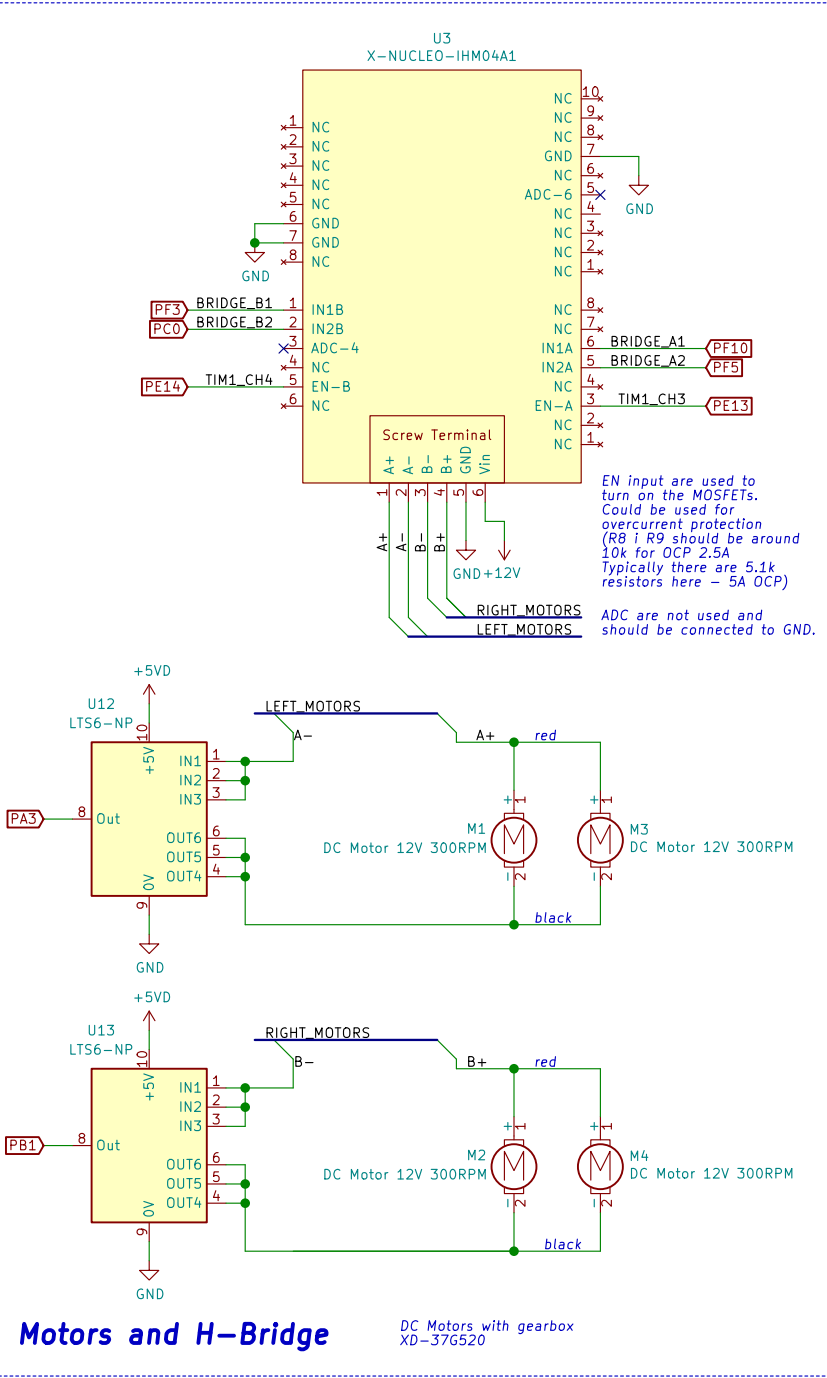 U3
X-NUCLEO-IHM04A1
NC 10
NC 9
1 NC
NC 8
2 NC
GND 7
3 NC
NC 6
4 NC
ADC-6 5
5 NC
NC 4
GND
6 GND
NC 3
7 GND
NC 2
8 NC
NC 1
GND
PF3 BRIDGE_B1 1 IN1B
NC 8
PC0 BRIDGE_B2 2 IN2B
NC 7
3 ADC-4
IN1A 6 BRIDGE_A1 PF10
4 NC
IN2A 5 BRIDGE_A2 PF5
PE14 TIM1_CH4 5 EN-B
NC 4
6 NC
EN-A 3 TIM1_CH3 PE13
NC 2
NC 1
Screw Terminal
A+ A- B- B+ GND Vin
1 2 3 4 5 6
A+ A- B- B+
GND +12V
RIGHT_MOTORS
LEFT_MOTORS
EN input are used to
turn on the MOSFETs.
Could be used for
overcurrent protection
(R8 i R9 should be around
10k for OCP 2.5A
Typically there are 5.1k
resistors here - 5A OCP)
ADC are not used and
should be connected to GND.
+5VD
U12
LTS6-NP
10
+5V
IN1 1
IN2 2
IN3 3
PA3 8 Out
OUT6 6
OUT5 5
OUT4 4
0V
9
GND
LEFT_MOTORS
A-
A+
red
+ 1
+ 1
M1
DC Motor 12V 300RPM
M
M
M3
DC Motor 12V 300RPM
- 2
- 2
black
+5VD
U13
LTS6-NP
10
+5V
IN1 1
IN2 2
IN3 3
PB1 8 Out
OUT6 6
OUT5 5
OUT4 4
0V
9
GND
RIGHT_MOTORS
B-
B+
red
+ 1
+ 1
M2
DC Motor 12V 300RPM
M
M
M4
DC Motor 12V 300RPM
- 2
- 2
black
Motors and H-Bridge
DC Motors with gearbox
XD-37G520